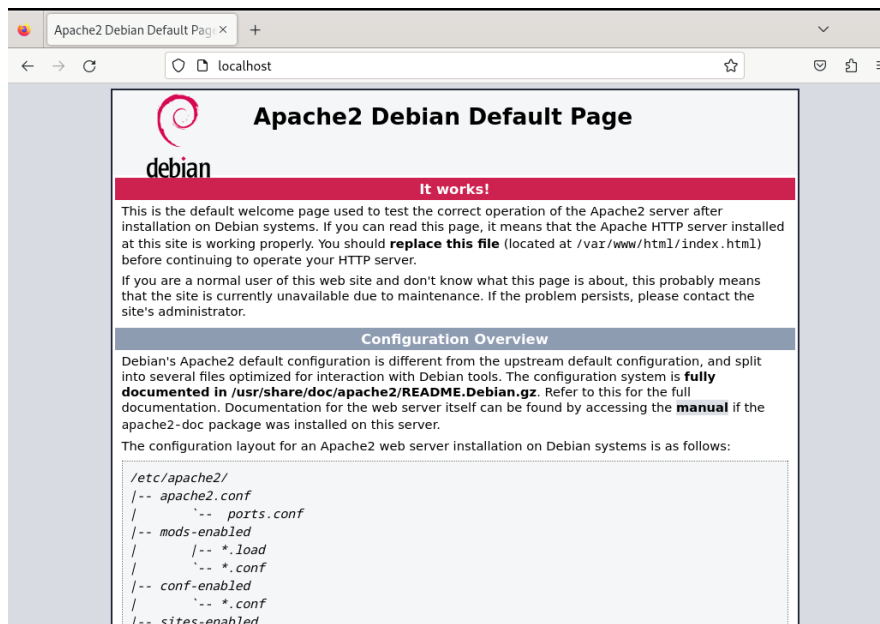 Apache2 Debian Default Pag
localhost
debian
Apache2 Debian Default Page
It works!
This is the default welcome page used to test the correct operation of the Apache2 server after
installation on Debian systems. If you can read this page, it means that the Apache HTTP server installed
at this site is working properly. You should replace this file (located at /var/www/html/index.html)
before continuing to operate your HTTP server.
If you are a normal user of this web site and don't know what this page is about, this probably means
that the site is currently unavailable due to maintenance. If the problem persists, please contact the
site's administrator.
Configuration Overview
Debian's Apache2 default configuration is different from the upstream default configuration, and split
into several files optimized for interaction with Debian tools. The configuration system is fully
documented in /usr/share/doc/apache2/README.Debian.gz. Refer to this for the full
documentation. Documentation for the web server itself can be found by accessing the manual if the
apache2-doc package was installed on this server.
The configuration layout for an Apache2 web server installation on Debian systems is as follows:
/etc/apache2/
|-- apache2.conf
|       `--  ports.conf
|-- mods-enabled
|       |-- *.load
|       `-- *.conf
|-- conf-enabled
|       `-- *.conf
|-- sites-enabled